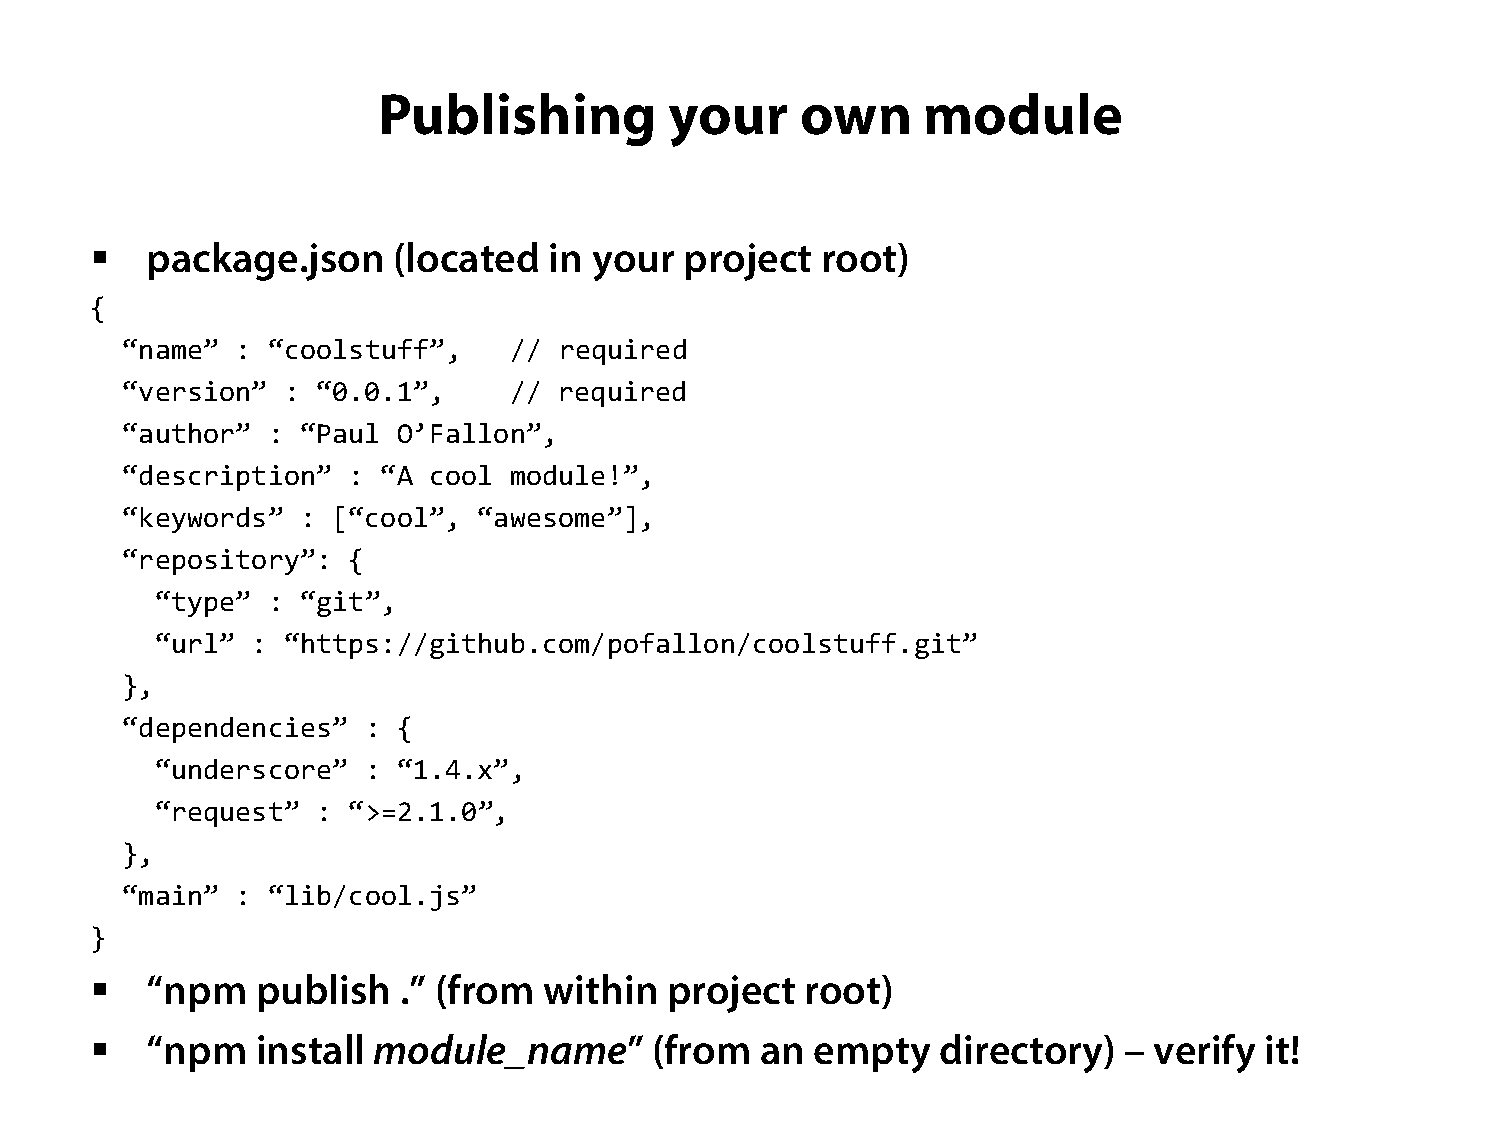 Publishing your own module
▪ package.json (located in your project root)
{
  “name” : “coolstuff”,   // required
  “version” : “0.0.1”,    // required
  “author” : “Paul O’Fallon”,
  “description” : “A cool module!”,
  “keywords” : [“cool”, “awesome”],
  “repository”: {
    “type” : “git”,
    “url” : “https://github.com/pofallon/coolstuff.git”
  },
  “dependencies” : {
    “underscore” : “1.4.x”,
    “request” : “>=2.1.0”,
  },
  “main” : “lib/cool.js”
}
▪ “npm publish .” (from within project root)
▪ “npm install module_name” (from an empty directory) – verify it!